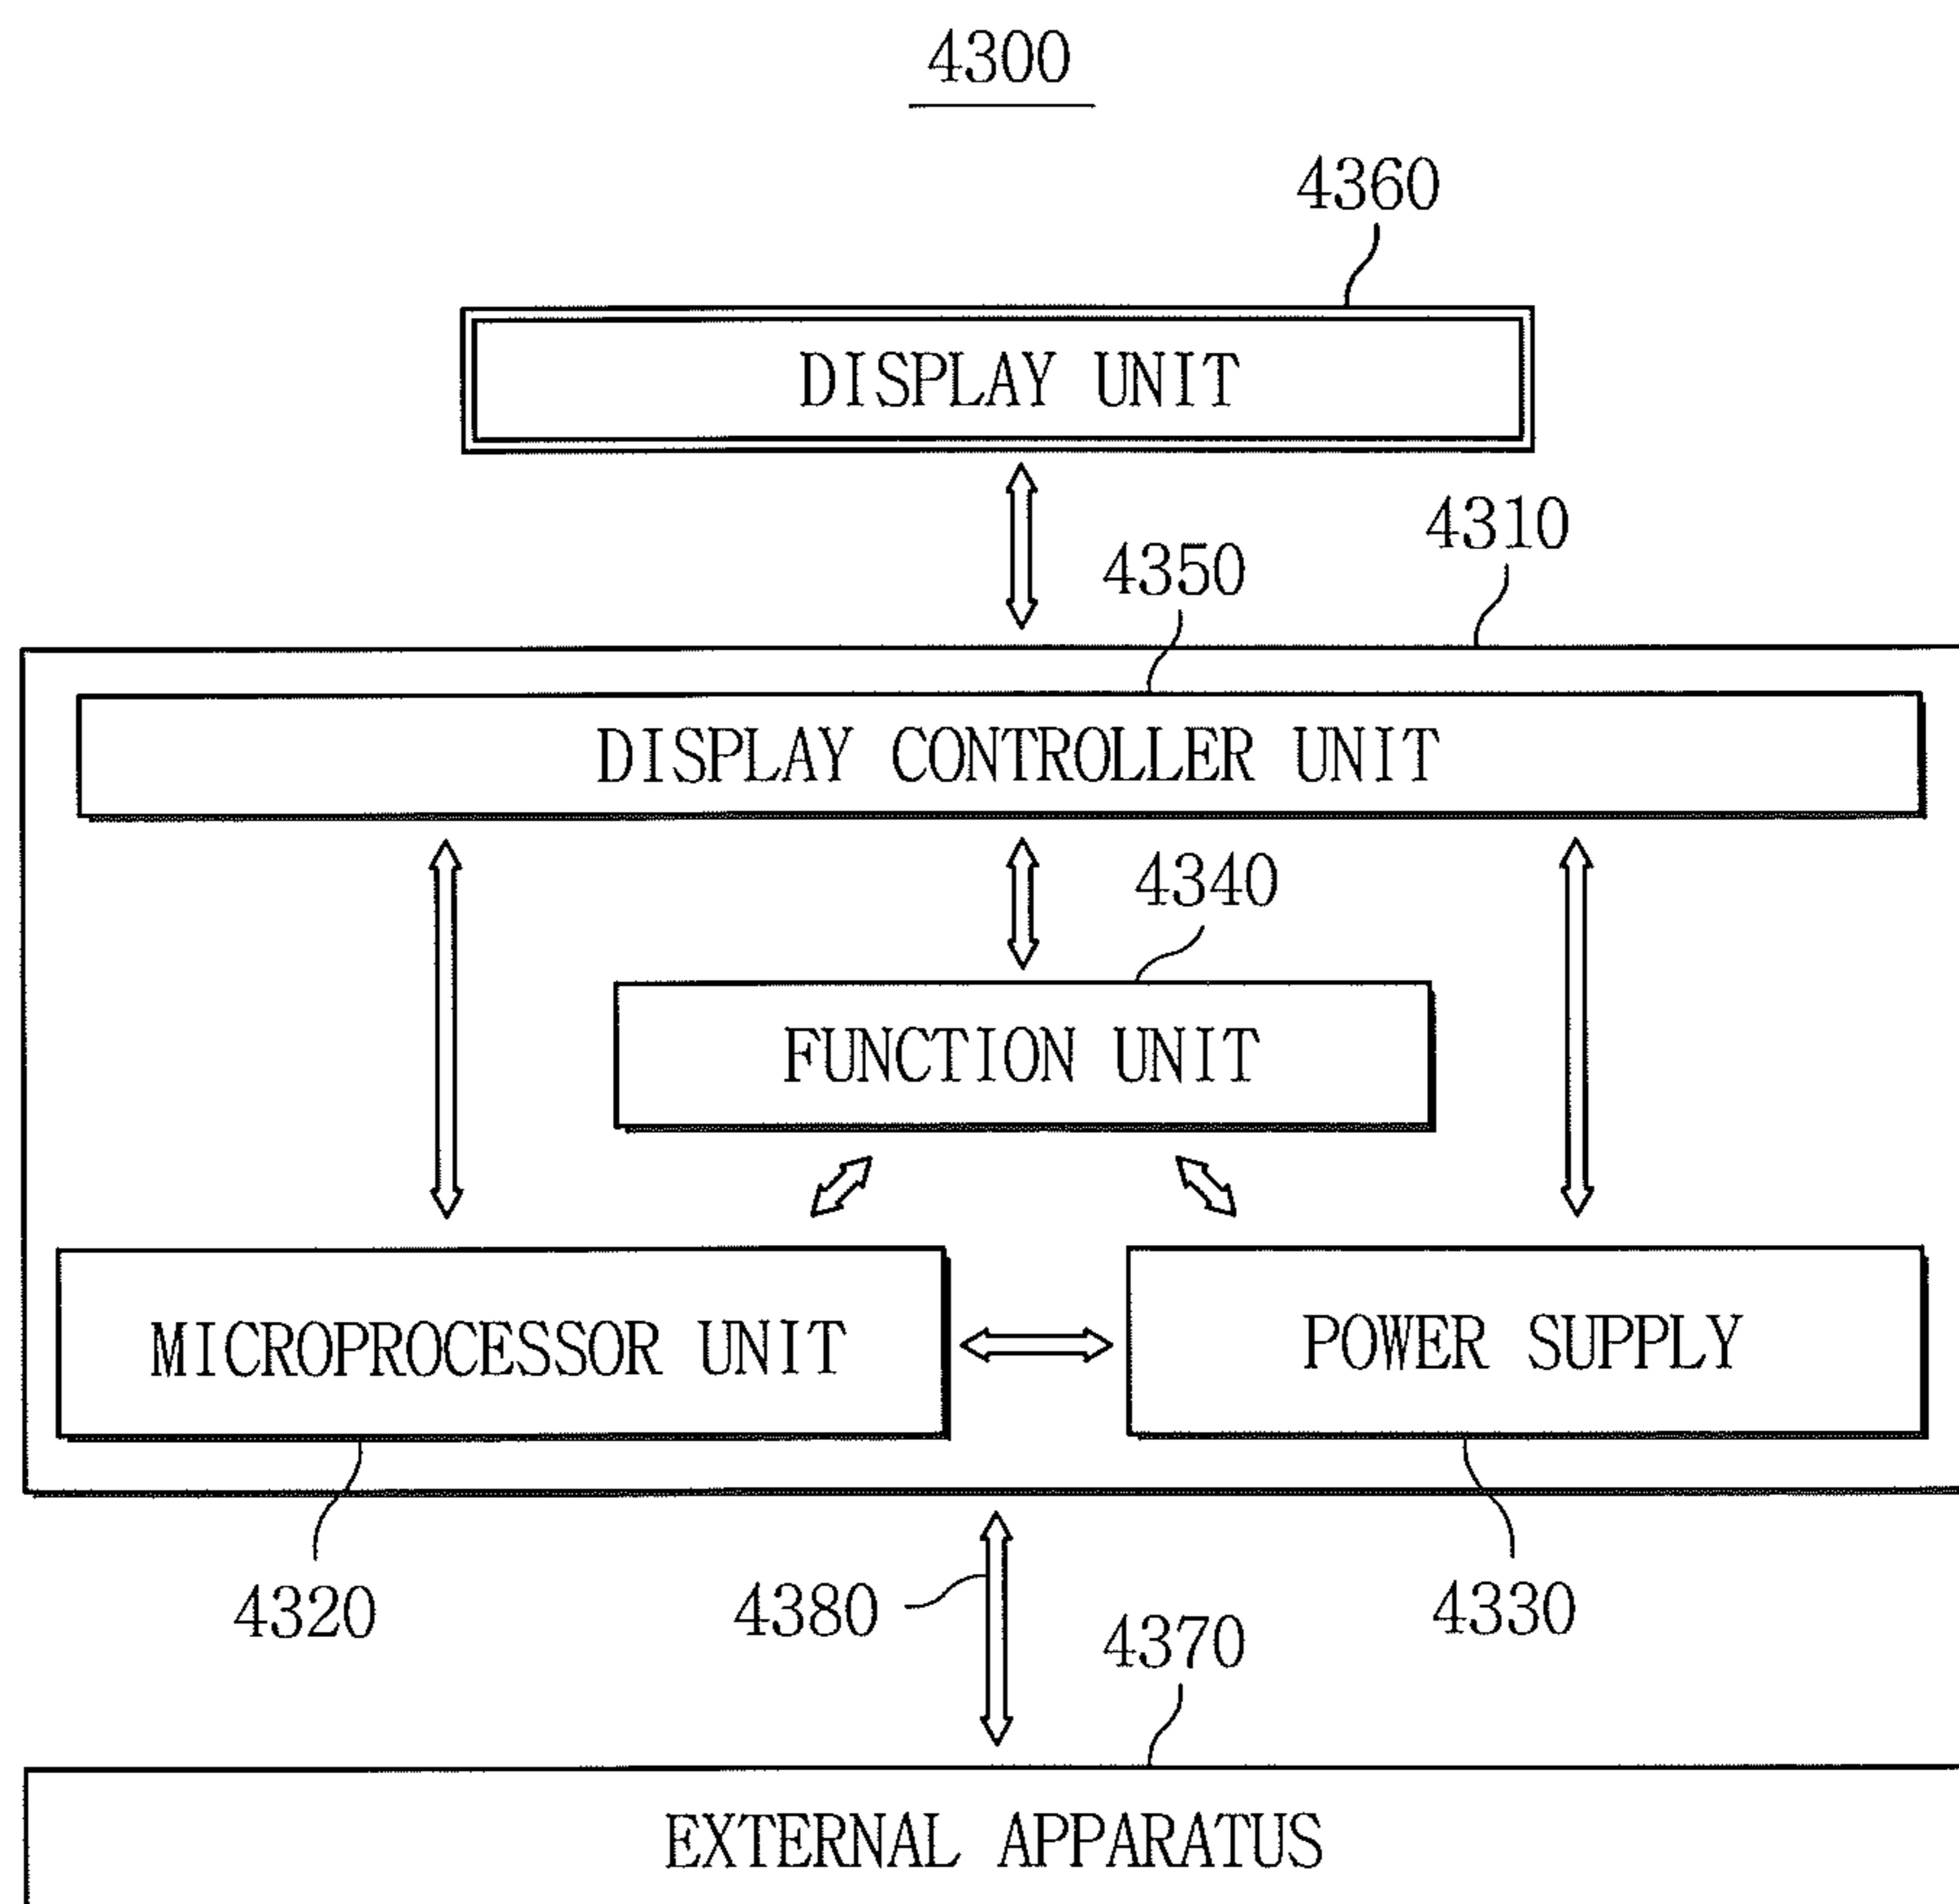 4300
4360
DISPLAY UNIT
4310
4350
DISPLAY CONTROLLER UNIT
4340
FUNCTION UNIT
MICROPROCESSOR UNIT
POWER SUPPLY
4320
4380
4330
4370
EXTERNAL APPARATUS